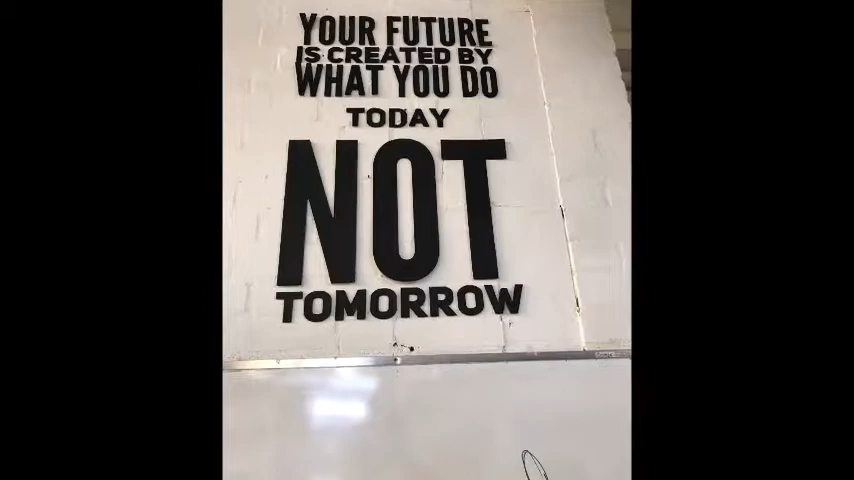 YOUR FUTURE
IS CREATED BY
WHAT YOU DO
TODAY
NOT
TOMORROW